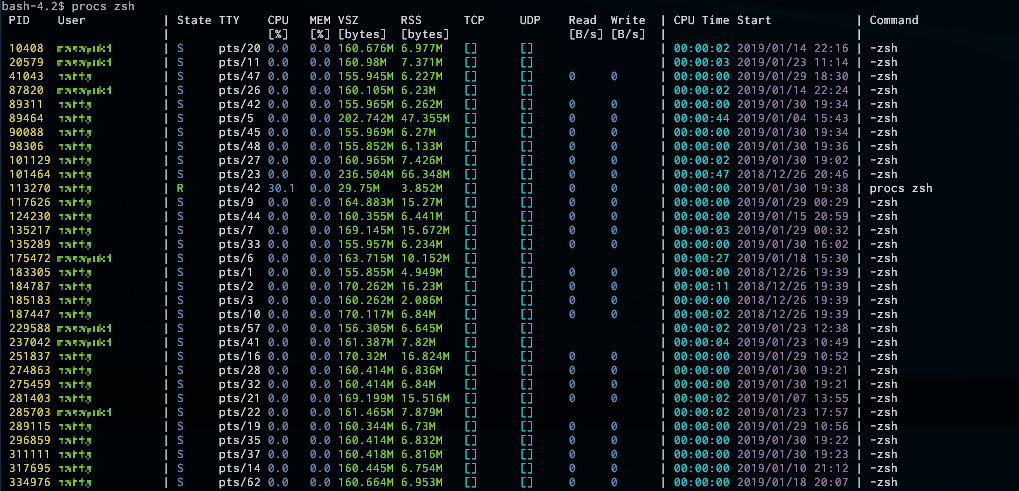 bash-4.2$ procs zsh
PID User | State TTY CPU MEM VSZ RSS TCP UDP Read Write | CPU Time Start | Command
| [%] [%] [bytes] [bytes] [B/s] [B/s] | |
10408 | S pts/20 0.0 0.0 160.676M 6.977M [] [] | 00:00:02 2019/01/14 22:16 | -zsh
20579 | S pts/11 0.0 0.0 160.98M 7.371M [] [] | 00:00:03 2019/01/23 11:14 | -zsh
41043 | S pts/47 0.0 0.0 155.945M 6.227M [] [] 0 0 | 00:00:00 2019/01/29 18:30 | -zsh
87820 | S pts/26 0.0 0.0 160.105M 6.23M [] [] | 00:00:02 2019/01/14 22:24 | -zsh
89311 | S pts/42 0.0 0.0 155.965M 6.262M [] [] 0 0 | 00:00:00 2019/01/30 19:34 | -zsh
89464 | S pts/5 0.0 0.0 202.742M 47.355M [] [] 0 0 | 00:00:44 2019/01/04 15:43 | -zsh
90088 | S pts/45 0.0 0.0 155.969M 6.27M [] [] 0 0 | 00:00:00 2019/01/30 19:34 | -zsh
98306 | S pts/48 0.0 0.0 155.852M 6.133M [] [] 0 0 | 00:00:00 2019/01/30 19:36 | -zsh
101129 | S pts/27 0.0 0.0 160.965M 7.426M [] [] 0 0 | 00:00:02 2019/01/30 19:02 | -zsh
101464 | S pts/23 0.0 0.0 236.504M 66.348M [] [] 0 0 | 00:00:47 2018/12/26 20:46 | -zsh
113270 | R pts/42 30.1 0.0 29.75M 3.852M [] [] 0 0 | 00:00:00 2019/01/30 19:38 | procs zsh
117626 | S pts/9 0.0 0.0 164.883M 15.27M [] [] 0 0 | 00:00:00 2019/01/29 00:29 | -zsh
124230 | S pts/44 0.0 0.0 160.355M 6.441M [] [] 0 0 | 00:00:00 2019/01/15 20:59 | -zsh
135217 | S pts/7 0.0 0.0 169.145M 15.672M [] [] 0 0 | 00:00:03 2019/01/29 00:32 | -zsh
135289 | S pts/33 0.0 0.0 155.957M 6.234M [] [] 0 0 | 00:00:00 2019/01/30 16:02 | -zsh
175472 | S pts/6 0.0 0.0 163.715M 10.152M [] [] | 00:00:27 2019/01/18 15:30 | -zsh
183305 | S pts/1 0.0 0.0 155.855M 4.949M [] [] 0 0 | 00:00:00 2018/12/26 19:39 | -zsh
184787 | S pts/2 0.0 0.0 170.262M 16.23M [] [] 0 0 | 00:00:11 2018/12/26 19:39 | -zsh
185183 | S pts/3 0.0 0.0 160.262M 2.086M [] [] 0 0 | 00:00:00 2018/12/26 19:39 | -zsh
187447 | S pts/10 0.0 0.0 170.117M 6.84M [] [] 0 0 | 00:00:02 2018/12/26 19:39 | -zsh
229588 | S pts/57 0.0 0.0 156.305M 6.645M [] [] | 00:00:02 2019/01/23 12:38 | -zsh
237042 | S pts/41 0.0 0.0 161.387M 7.82M [] [] | 00:00:04 2019/01/23 10:49 | -zsh
251837 | S pts/16 0.0 0.0 170.32M 16.824M [] [] 0 0 | 00:00:00 2019/01/29 10:52 | -zsh
274863 | S pts/28 0.0 0.0 160.414M 6.836M [] [] 0 0 | 00:00:00 2019/01/30 19:21 | -zsh
275459 | S pts/32 0.0 0.0 160.414M 6.84M [] [] 0 0 | 00:00:00 2019/01/30 19:21 | -zsh
281403 | S pts/21 0.0 0.0 169.199M 15.516M [] [] 0 0 | 00:00:02 2019/01/07 13:55 | -zsh
285703 | S pts/22 0.0 0.0 161.465M 7.879M [] [] | 00:00:02 2019/01/23 17:57 | -zsh
289115 | S pts/19 0.0 0.0 160.344M 6.73M [] [] 0 0 | 00:00:00 2019/01/29 10:56 | -zsh
296859 | S pts/35 0.0 0.0 160.414M 6.832M [] [] 0 0 | 00:00:00 2019/01/30 19:22 | -zsh
311111 | S pts/37 0.0 0.0 160.418M 6.816M [] [] 0 0 | 00:00:00 2019/01/30 19:23 | -zsh
317695 | S pts/14 0.0 0.0 160.445M 6.754M [] [] 0 0 | 00:00:00 2019/01/10 21:12 | -zsh
334976 | S pts/62 0.0 0.0 160.664M 6.953M [] [] 0 0 | 00:00:00 2019/01/18 20:07 | -zsh